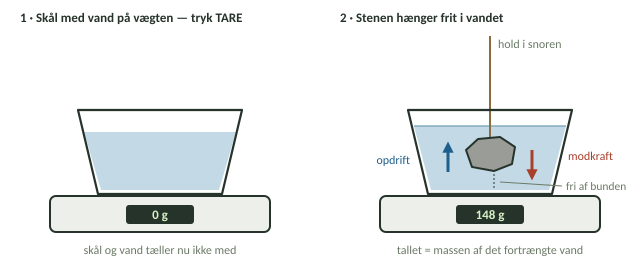 1 · Skål med vand på vægten — tryk TARE
2 · Stenen hænger frit i vandet
hold i snoren
opdrift
modkraft
fri af bunden
0 g
148 g
skål og vand tæller nu ikke med
tallet = massen af det fortrængte vand